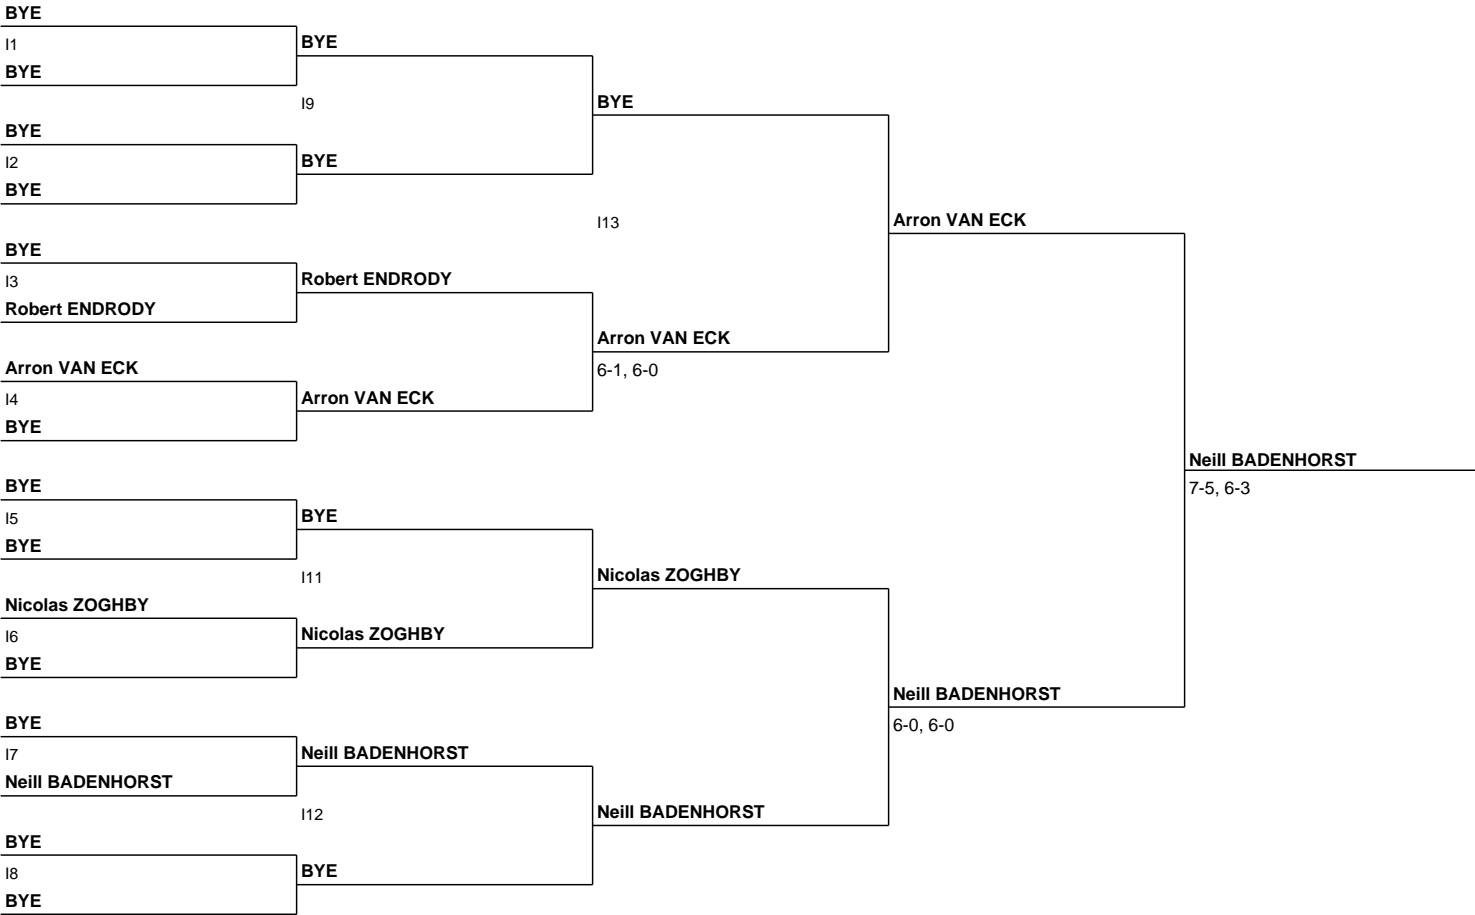 BYE
I1
BYE
BYE
I9
BYE
BYE
I2
BYE
BYE
I13
Arron VAN ECK
BYE
I3
Robert ENDRODY
Robert ENDRODY
Arron VAN ECK
6-1, 6-0
Arron VAN ECK
I4
Arron VAN ECK
BYE
Neill BADENHORST
7-5, 6-3
BYE
I5
BYE
BYE
I11
Nicolas ZOGHBY
Nicolas ZOGHBY
I6
Nicolas ZOGHBY
BYE
Neill BADENHORST
6-0, 6-0
BYE
I7
Neill BADENHORST
Neill BADENHORST
I12
Neill BADENHORST
BYE
I8
BYE
BYE